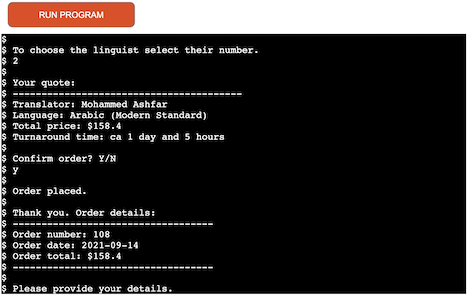 RUN PROGRAM
$
$ To choose the linguist select their number.
$ 2
$
$ Your quote:
$ ----------------------------------------
$ Translator: Mohammed Ashfar
$ Language: Arabic (Modern Standard)
$ Total price: $158.4
$ Turnaround time: ca 1 day and 5 hours
$
$ Confirm order? Y/N
$ y
$
$ Order placed.
$
$ Thank you. Order details:
$ -----------------------------------
$ Order number: 108
$ Order date: 2021-09-14
$ Order total: $158.4
$ -----------------------------------
$
$ Please provide your details.